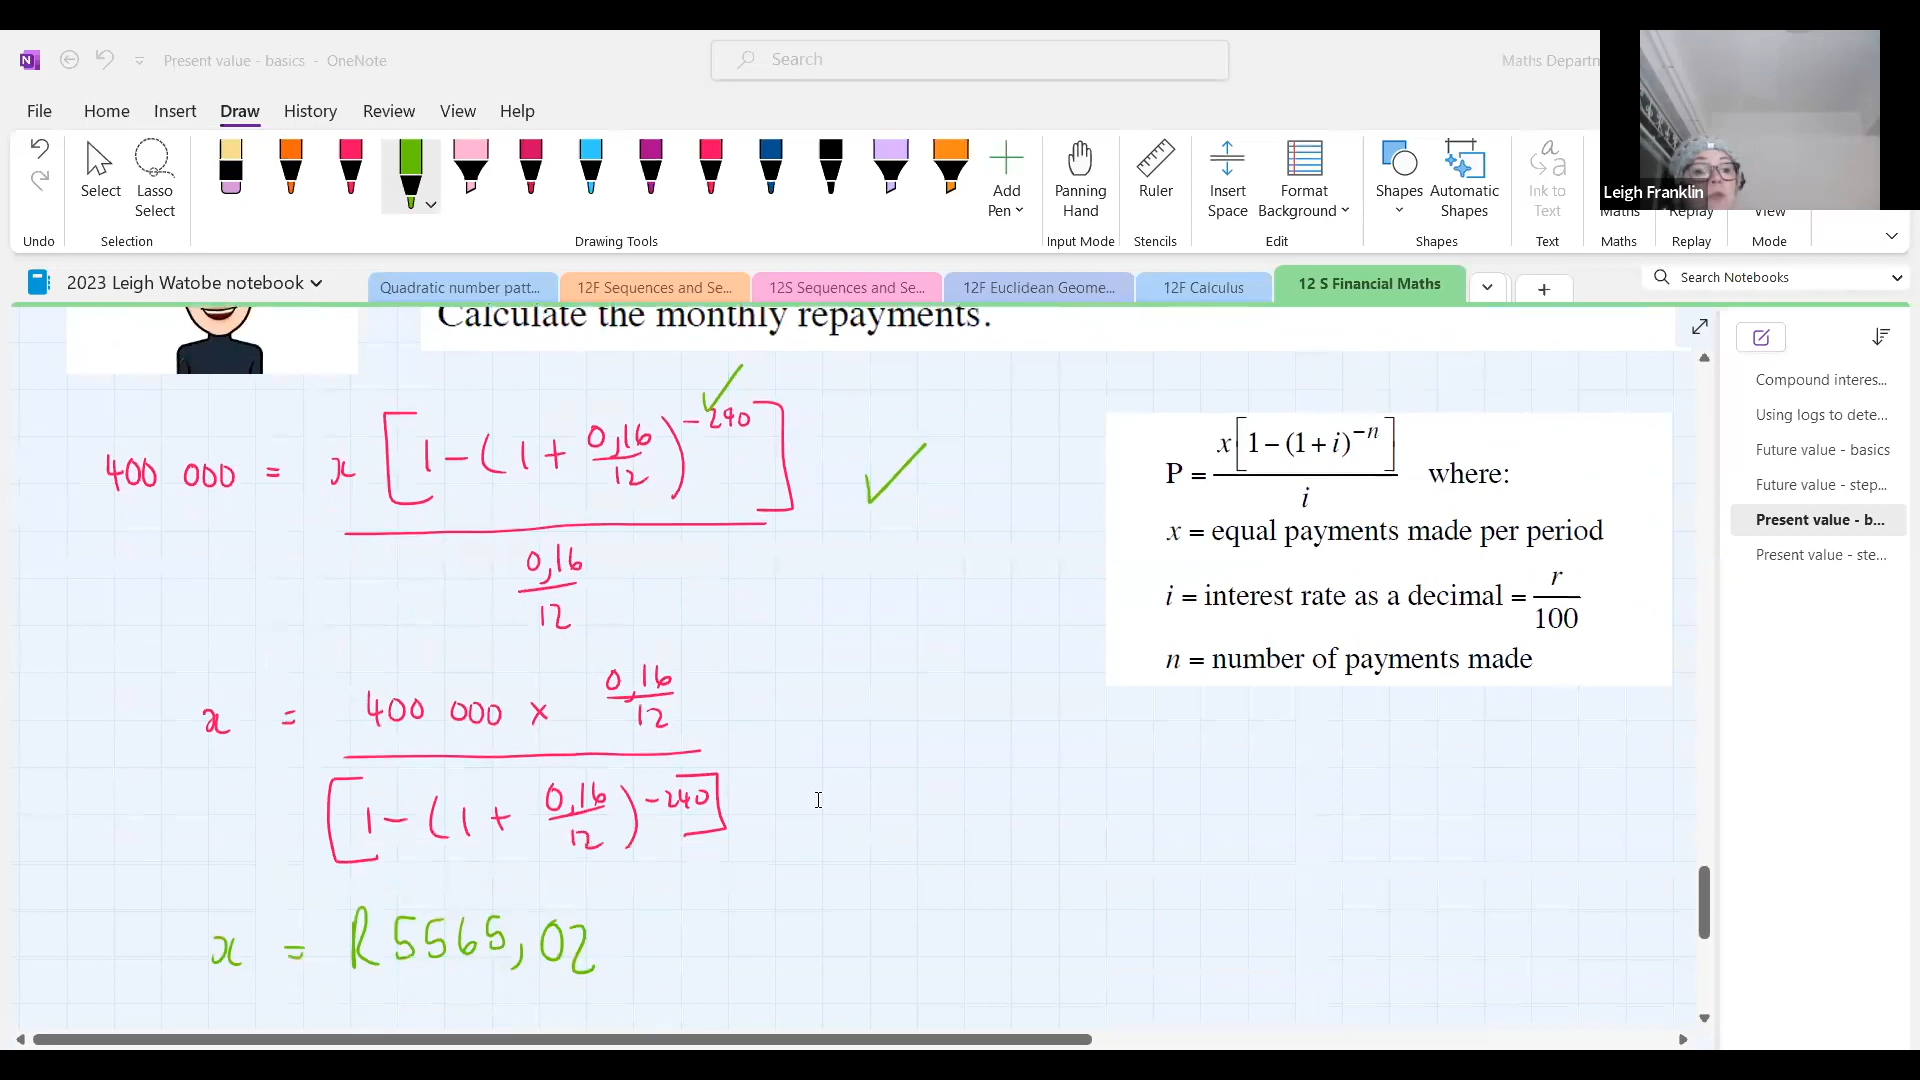 Present value - basics - OneNote
Search
Maths Departn
File Home Insert Draw History Review View Help
Undo
Select
Lasso Select
Selection
Drawing Tools
Add Pen
Panning Hand
Input Mode
Ruler
Stencils
Insert Space
Format Background
Edit
Shapes
Automatic Shapes
Shapes
Ink to Text
Text
Maths
Maths
Replay
Replay
View
Mode
Leigh Franklin
2023 Leigh Watobe notebook
Quadratic number patt...
12F Sequences and Se...
12S Sequences and Se...
12F Euclidean Geome...
12F Calculus
12 S Financial Maths
+
Search Notebooks
Calculate the monthly repayments.
400 000 = x [1 - (1 + 0,16/12)^-240] / (0,16/12)
x = 400 000 × 0,16/12 / [1 - (1 + 0,16/12)^-240]
x = R5565,02
P = x[1-(1+i)^-n] / i where:
x = equal payments made per period
i = interest rate as a decimal = r/100
n = number of payments made
Compound interes...
Using logs to dete...
Future value - basics
Future value - step...
Present value - b...
Present value - ste...